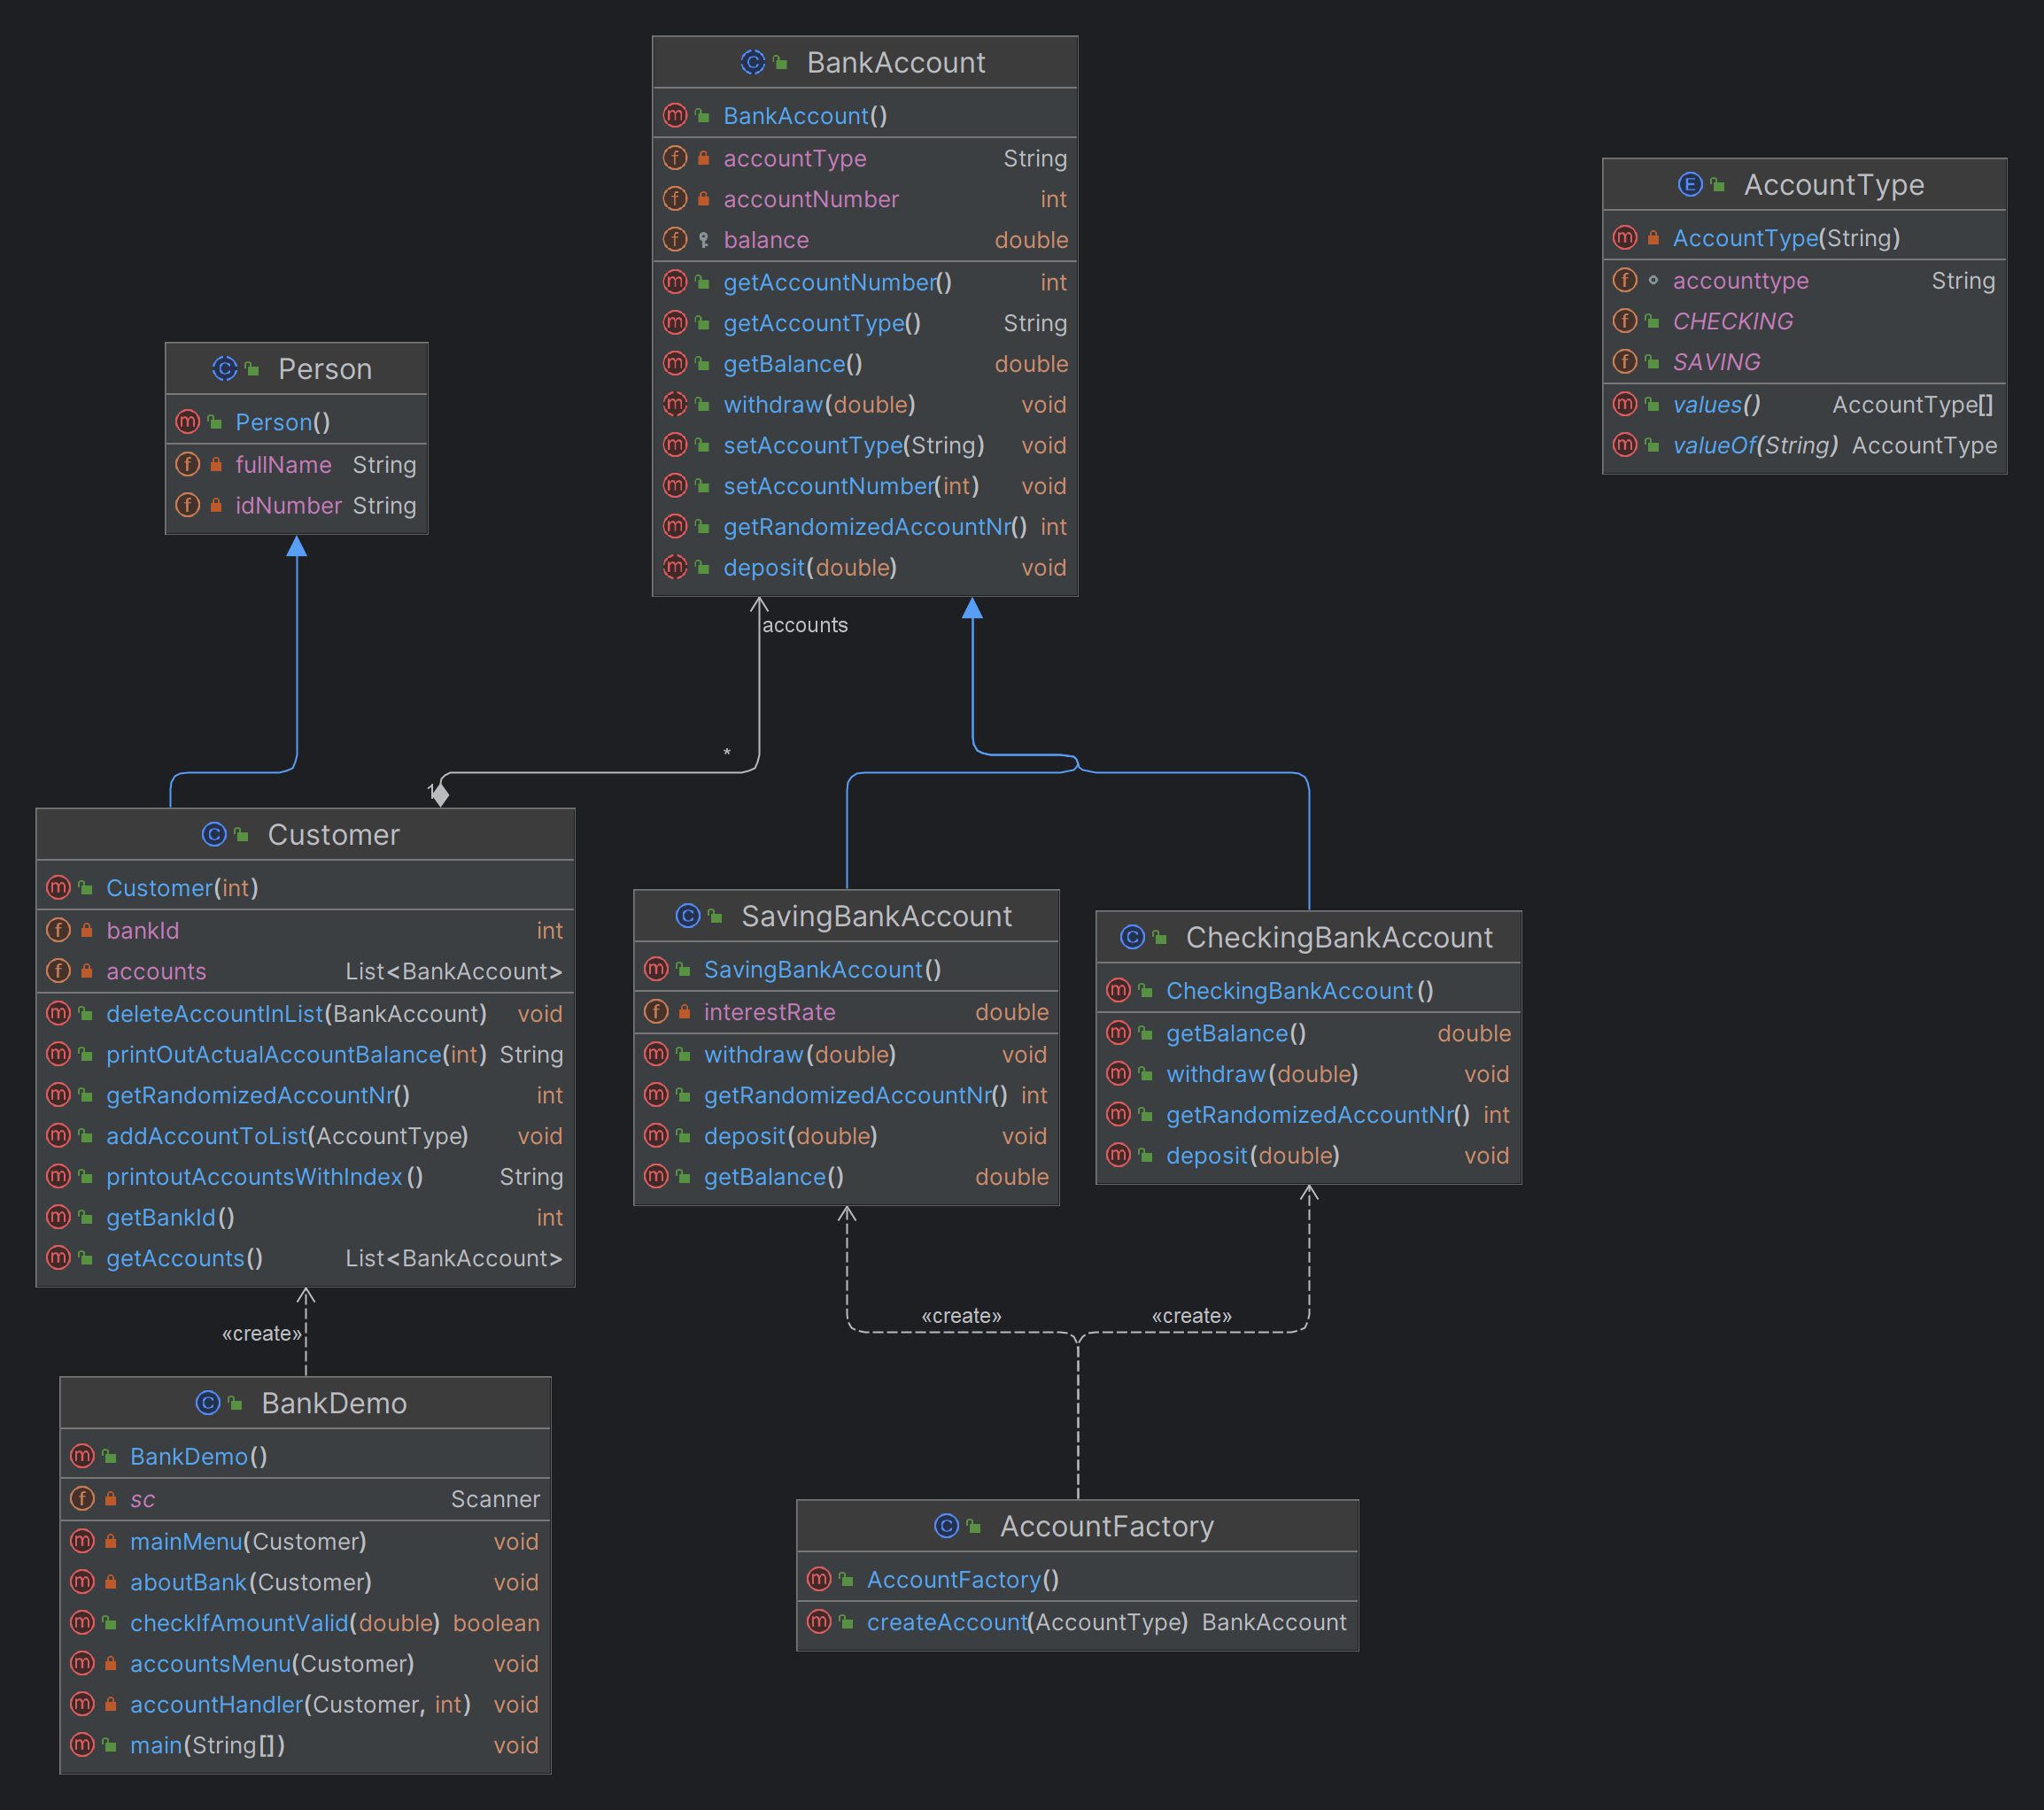 BankAccount
BankAccount()
accountType String
accountNumber int
balance double
getAccountNumber() int
getAccountType() String
getBalance() double
withdraw(double) void
setAccountType(String) void
setAccountNumber(int) void
getRandomizedAccountNr() int
deposit(double) void
AccountType
AccountType(String)
accounttype String
CHECKING
SAVING
values() AccountType[]
valueOf(String) AccountType
Person
Person()
fullName String
idNumber String
accounts
*
1
Customer
Customer(int)
bankId int
accounts List<BankAccount>
deleteAccountInList(BankAccount) void
printOutActualAccountBalance(int) String
getRandomizedAccountNr() int
addAccountToList(AccountType) void
printoutAccountsWithIndex() String
getBankId() int
getAccounts() List<BankAccount>
SavingBankAccount
SavingBankAccount()
interestRate double
withdraw(double) void
getRandomizedAccountNr() int
deposit(double) void
getBalance() double
CheckingBankAccount
CheckingBankAccount()
getBalance() double
withdraw(double) void
getRandomizedAccountNr() int
deposit(double) void
«create»
«create»
«create»
BankDemo
BankDemo()
sc Scanner
mainMenu(Customer) void
aboutBank(Customer) void
checkIfAmountValid(double) boolean
accountsMenu(Customer) void
accountHandler(Customer, int) void
main(String[]) void
AccountFactory
AccountFactory()
createAccount(AccountType) BankAccount